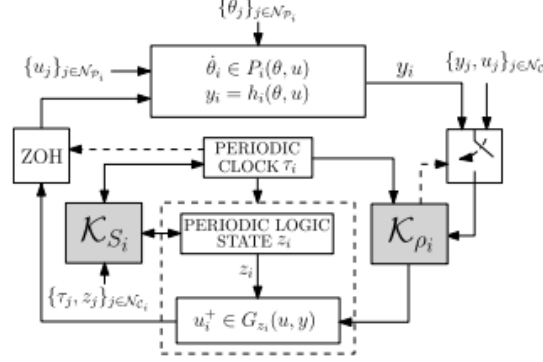 {θ_j}_{j∈N_{P_i}}
{u_j}_{j∈N_{P_i}}
θ̇_i ∈ P_i(θ, u)
y_i = h_i(θ, u)
y_i
{y_j, u_j}_{j∈N_C
ZOH
PERIODIC
CLOCK τ_i
𝒦_{S_i}
PERIODIC LOGIC
STATE z_i
𝒦_{ρ_i}
z_i
{τ_j, z_j}_{j∈N_{C_i}}
u_i^+ ∈ G_{z_i}(u, y)